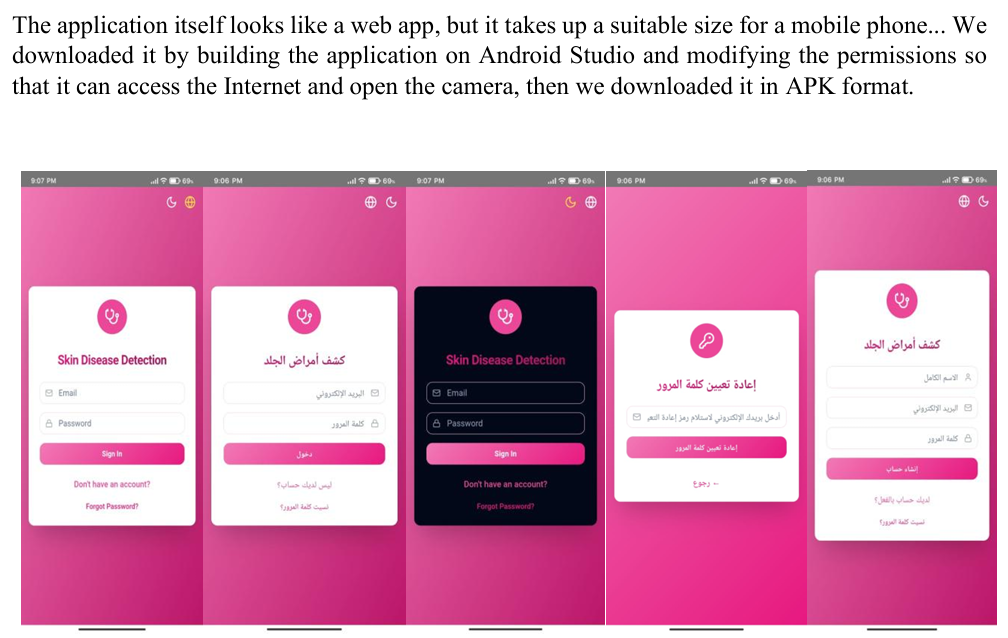 The application itself looks like a web app, but it takes up a suitable size for a mobile phone... We
downloaded it by building the application on Android Studio and modifying the permissions so
that it can access the Internet and open the camera, then we downloaded it in APK format.
9:07 PM
69%
Skin Disease Detection
Email
Password
Sign In
Don't have an account?
Forgot Password?
9:06 PM
69%
كشف أمراض الجلد
البريد الإلكتروني
كلمة المرور
دخول
ليس لديك حساب؟
نسيت كلمة المرور؟
9:07 PM
69%
Skin Disease Detection
Email
Password
Sign In
Don't have an account?
Forgot Password?
9:06 PM
69%
إعادة تعيين كلمة المرور
أدخل بريدك الإلكتروني لاستلام رمز إعادة التعي
إعادة تعيين كلمة المرور
← رجوع
9:06 PM
69%
كشف أمراض الجلد
الاسم الكامل
البريد الإلكتروني
كلمة المرور
إنشاء حساب
لديك حساب بالفعل؟
نسيت كلمة المرور؟